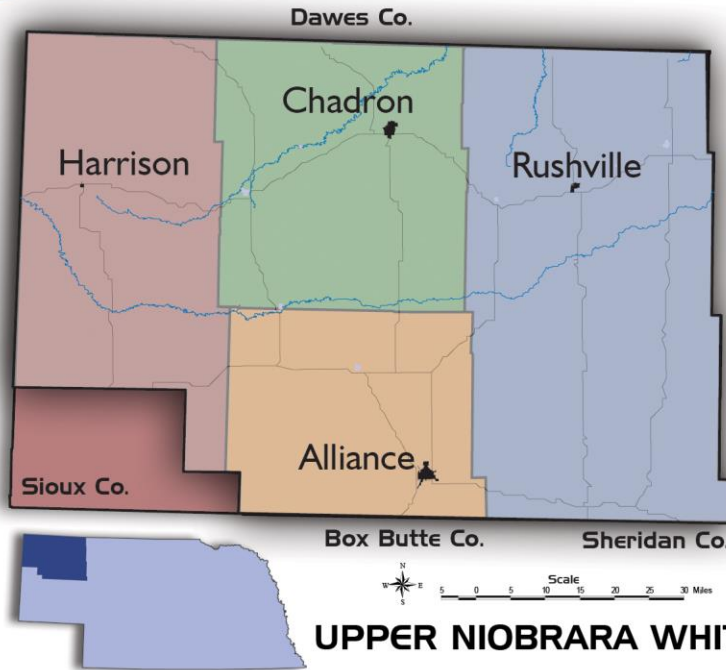 Dawes Co.
Chadron
Harrison
Rushville
Alliance
Sioux Co.
Box Butte Co.
Sheridan Co.
N
W E
S
Scale
5 0 5 10 15 20 25 30 Miles
UPPER NIOBRARA WHIT